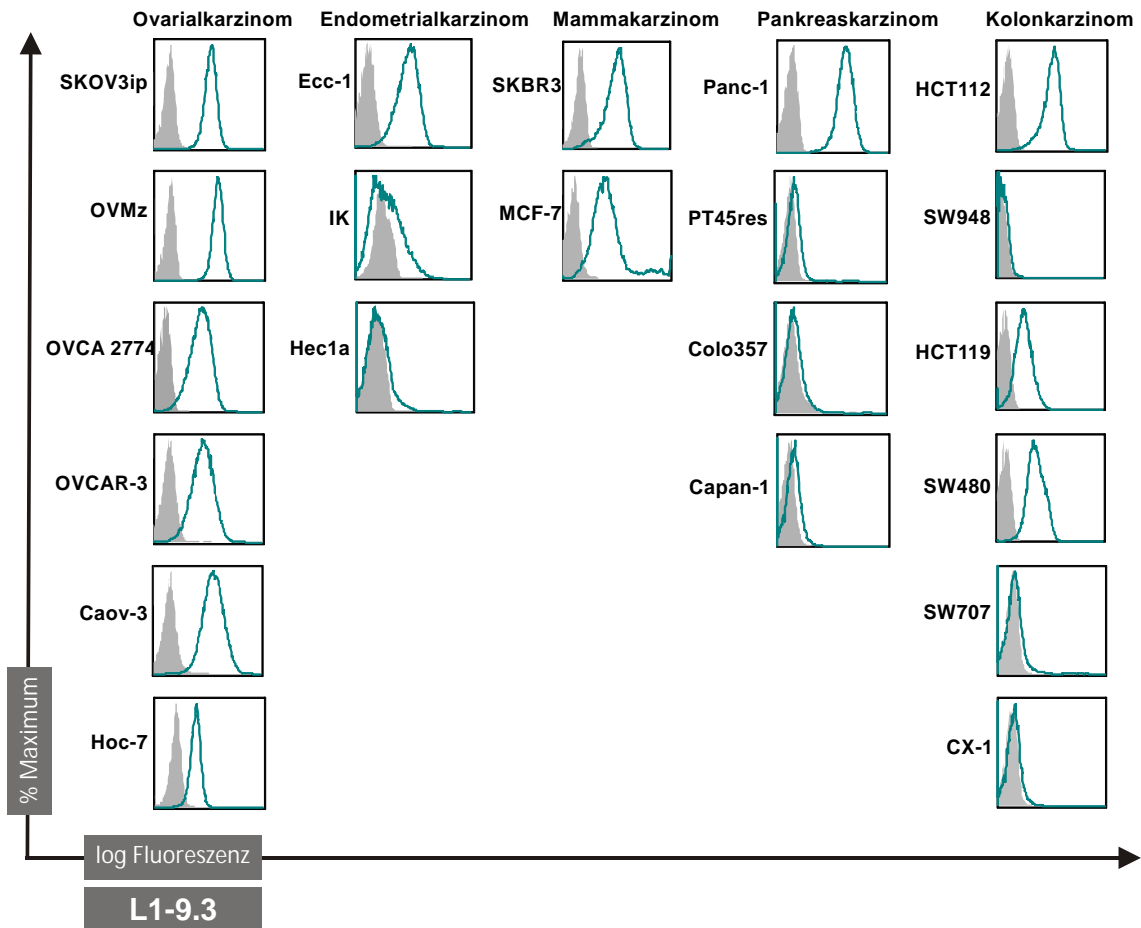 Ovarialkarzinom Endometrialkarzinom Mammakarzinom Pankreaskarzinom Kolonkarzinom
SKOV3ip Ecc-1 SKBR3 Panc-1 HCT112
OVMz IK MCF-7 PT45res SW948
OVCA 2774 Hec1a Colo357 HCT119
OVCAR-3 Capan-1 SW480
Caov-3 SW707
Hoc-7 CX-1
% Maximum
log Fluoreszenz
L1-9.3